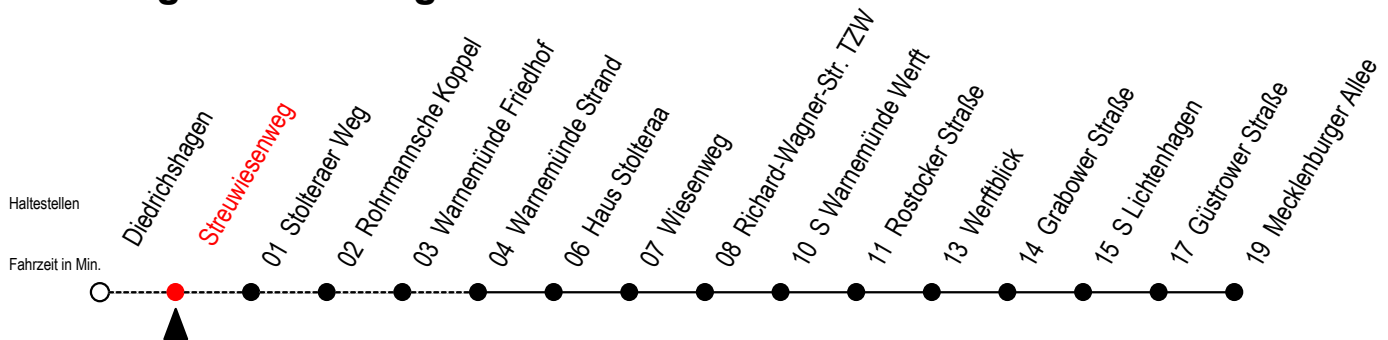 Haltestellen
Fahrzeit in Min.
Diedrichshagen
Streuwiesenweg
01 Stolteraer Weg
02 Rohrmannsche Koppel
03 Warnemünde Friedhof
04 Warnemünde Strand
06 Haus Stolteraa
07 Wiesenweg
08 Richard-Wagner-Str. TZW
10 S Warnemünde Werft
11 Rostocker Straße
13 Werftblick
14 Grabower Straße
15 S Lichtenhagen
17 Güstrower Straße
19 Mecklenburger Allee